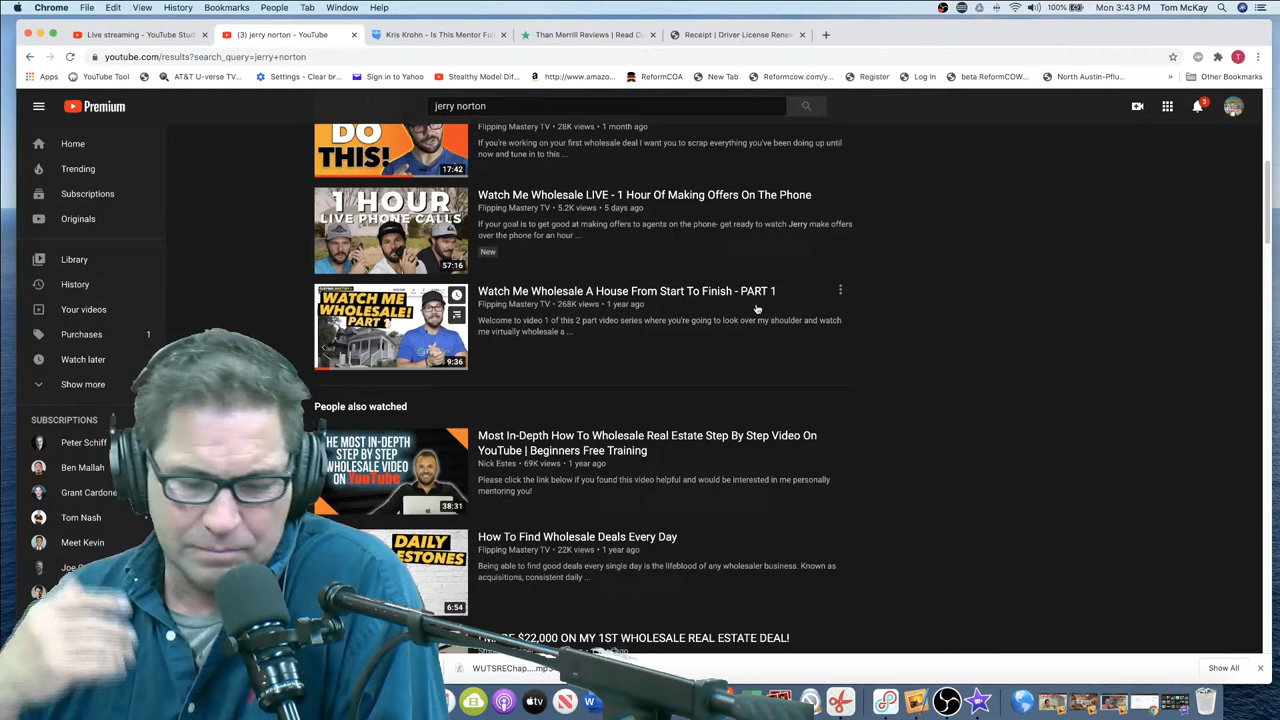 Chrome File Edit View History Bookmarks People Tab Window Help 100% Mon 3:43 PM Tom McKay
Live streaming - YouTube Stud (3) jerry norton - YouTube Kris Krohn - Is This Mentor Ful Than Merrill Reviews | Read Cu Receipt | Driver License Renew
youtube.com/results?search_query=jerry+norton
Apps YouTube Tool AT&T U-verse TV... Settings - Clear br... Sign in to Yahoo Stealthy Model Dif... http://www.amazo... ReformCOA New Tab Reformcow.com/y... Register Log In beta ReformCOW... North Austin-Pflu... Other Bookmarks
Premium
jerry norton
3
Home
Trending
Subscriptions
Originals
Library
History
Your videos
Purchases 1
Watch later
Show more
SUBSCRIPTIONS
Peter Schiff
Ben Mallah
Grant Cardone
Tom Nash
Meet Kevin
DO
THIS!
17:42
Flipping Mastery TV • 28K views • 1 month ago
If you're working on your first wholesale deal I want you to scrap everything you've been doing up until
now and tune in to this ...
1 HOUR
LIVE PHONE CALLS
57:16
Watch Me Wholesale LIVE - 1 Hour Of Making Offers On The Phone
Flipping Mastery TV • 5.2K views • 5 days ago
If your goal is to get good at making offers to agents on the phone- get ready to watch Jerry make offers
over the phone for an hour ...
New
WATCH ME
WHOLESALE!
PART 1
9:36
Watch Me Wholesale A House From Start To Finish - PART 1
Flipping Mastery TV • 268K views • 1 year ago
Welcome to video 1 of this 2 part video series where you're going to look over my shoulder and watch
me virtually wholesale a ...
People also watched
THE MOST IN-DEPTH
STEP BY STEP
WHOLESALE VIDEO
ON YouTube
38:31
Most In-Depth How To Wholesale Real Estate Step By Step Video On
YouTube | Beginners Free Training
Nick Estes • 69K views • 1 year ago
Please click the link below if you found this video helpful and would be interested in me personally
mentoring you!
DAILY
6:54
How To Find Wholesale Deals Every Day
Flipping Mastery TV • 22K views • 1 year ago
Being able to find good deals every single day is the lifeblood of any wholesaler business. Known as
acquisitions, consistent daily ...
$22,000 ON MY 1ST WHOLESALE REAL ESTATE DEAL!
WUTSREChap....mp3
Show All
tv